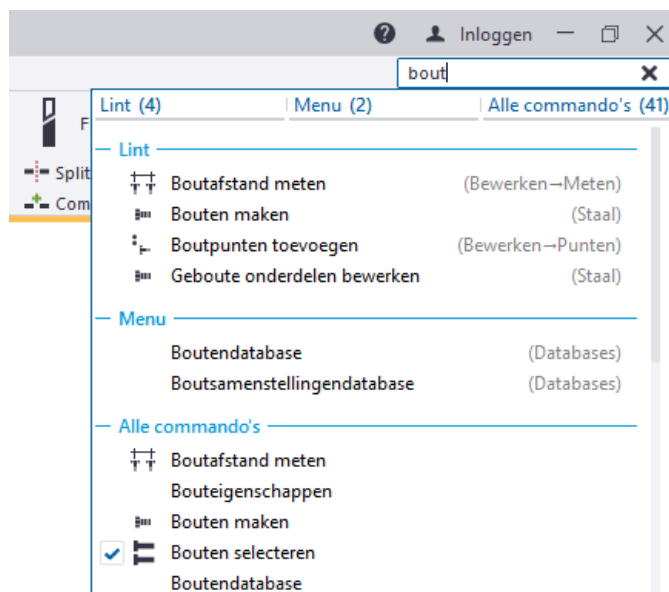 Inloggen
bout
Lint (4) Menu (2) Alle commando's (41)
F
Split
Com
Lint
Boutafstand meten (Bewerken→Meten)
Bouten maken (Staal)
Boutpunten toevoegen (Bewerken→Punten)
Geboute onderdelen bewerken (Staal)
Menu
Boutendatabase (Databases)
Boutsamenstellingendatabase (Databases)
Alle commando's
Boutafstand meten
Bouteigenschappen
Bouten maken
Bouten selecteren
Boutendatabase